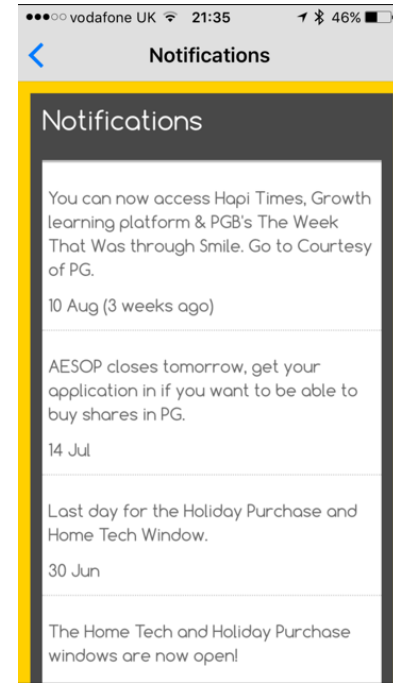 vodafone UK 21:35 46%
Notifications
Notifications
You can now access Hapi Times, Growth
learning platform & PGB's The Week
That Was through Smile. Go to Courtesy
of PG.
10 Aug (3 weeks ago)
AESOP closes tomorrow, get your
application in if you want to be able to
buy shares in PG.
14 Jul
Last day for the Holiday Purchase and
Home Tech Window.
30 Jun
The Home Tech and Holiday Purchase
windows are now open!